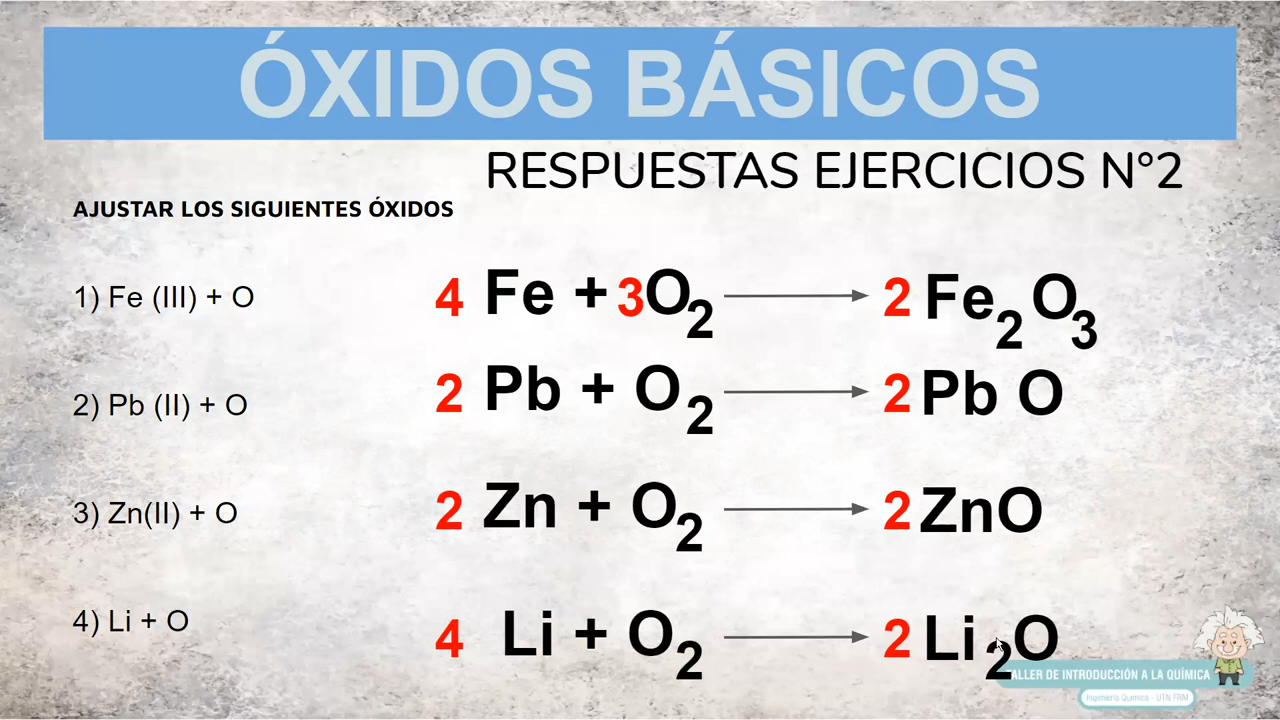 ÓXIDOS BÁSICOS
RESPUESTAS EJERCICIOS N°2
AJUSTAR LOS SIGUIENTES ÓXIDOS
1) Fe (III) + O
4 Fe + 3O₂ → 2 Fe₂O₃
2) Pb (II) + O
2 Pb + O₂ → 2 Pb O
3) Zn(II) + O
2 Zn + O₂ → 2 ZnO
4) Li + O
4 Li + O₂ → 2 Li₂O
TALLER DE INTRODUCCIÓN A LA QUÍMICA
Ingeniería Química - UTN FRM